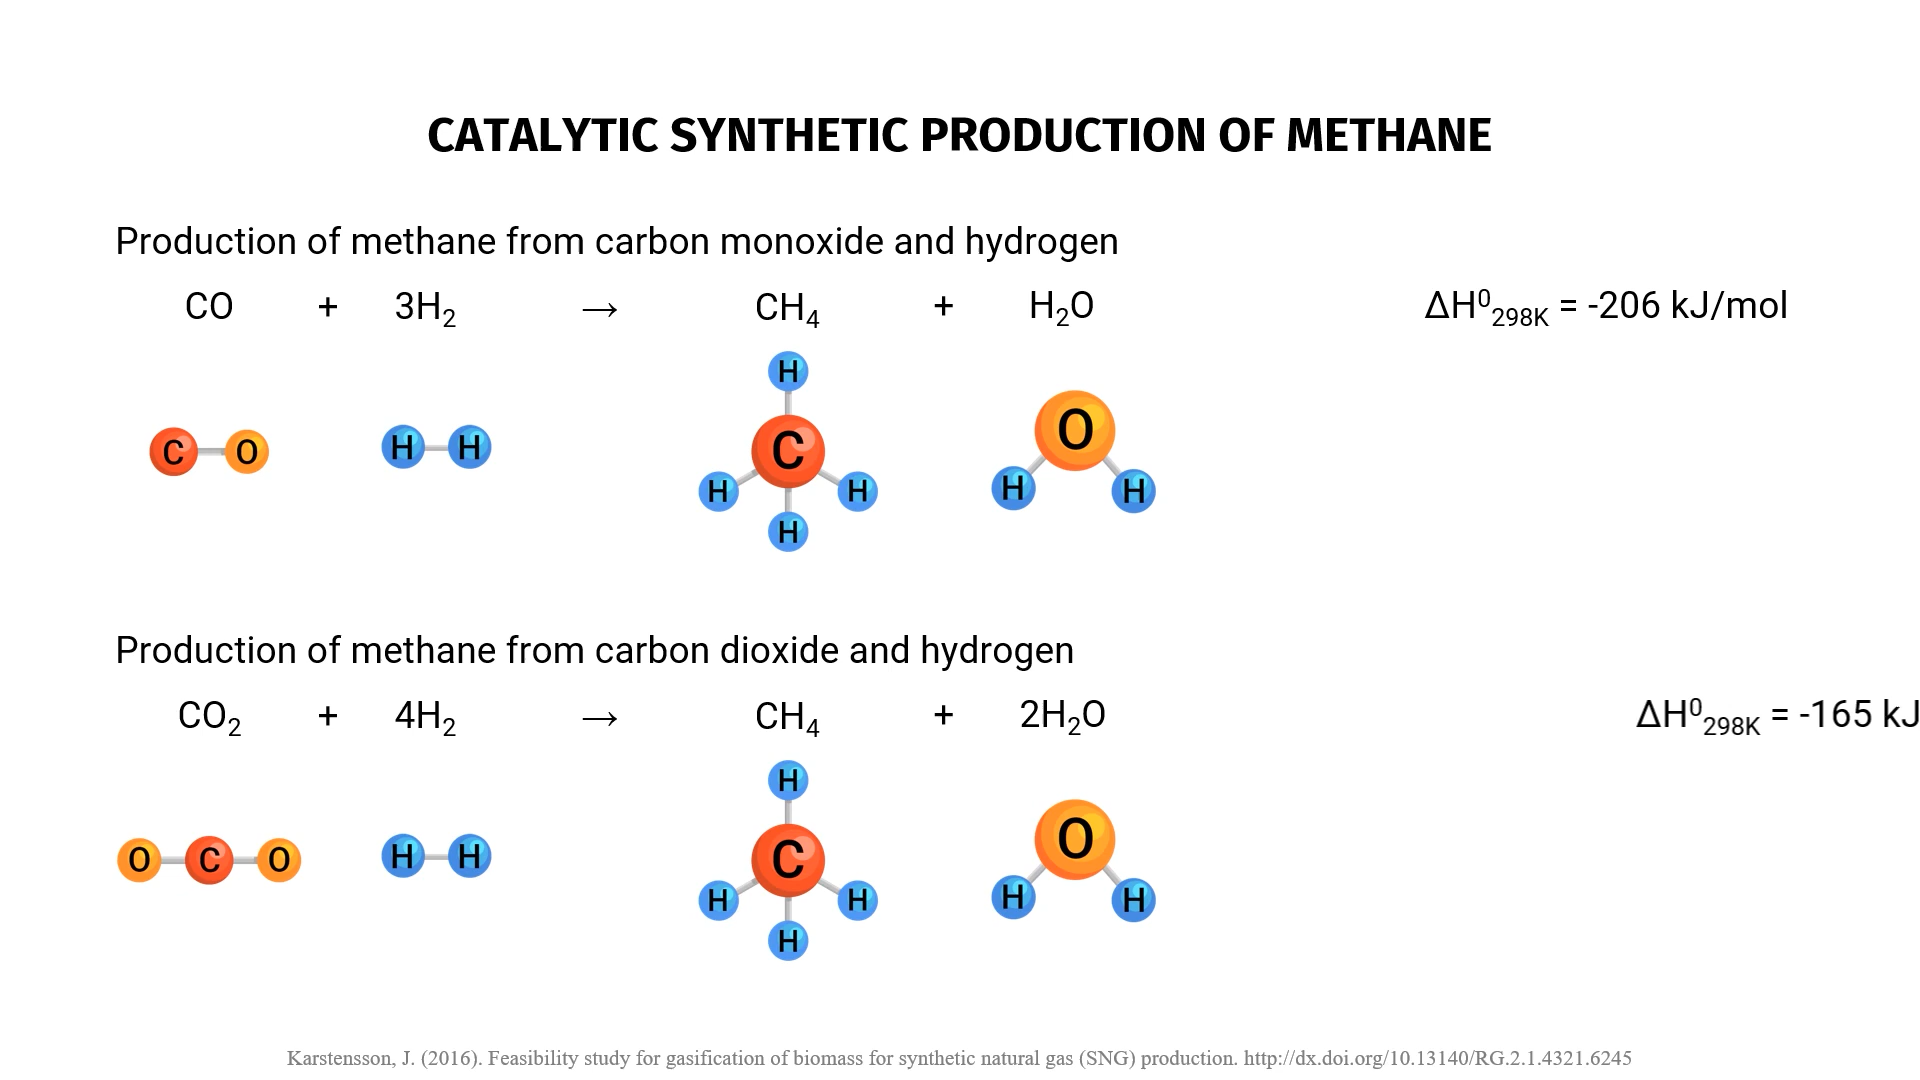 CATALYTIC SYNTHETIC PRODUCTION OF METHANE
Production of methane from carbon monoxide and hydrogen
CO + 3H₂ → CH₄ + H₂O ΔH⁰₂₉₈K = -206 kJ/mol
H
C O H H C O
H H H H
H
Production of methane from carbon dioxide and hydrogen
CO₂ + 4H₂ → CH₄ + 2H₂O ΔH⁰₂₉₈K = -165 kJ
H
O C O H H C O
H H H H
H
Karstensson, J. (2016). Feasibility study for gasification of biomass for synthetic natural gas (SNG) production. http://dx.doi.org/10.13140/RG.2.1.4321.6245